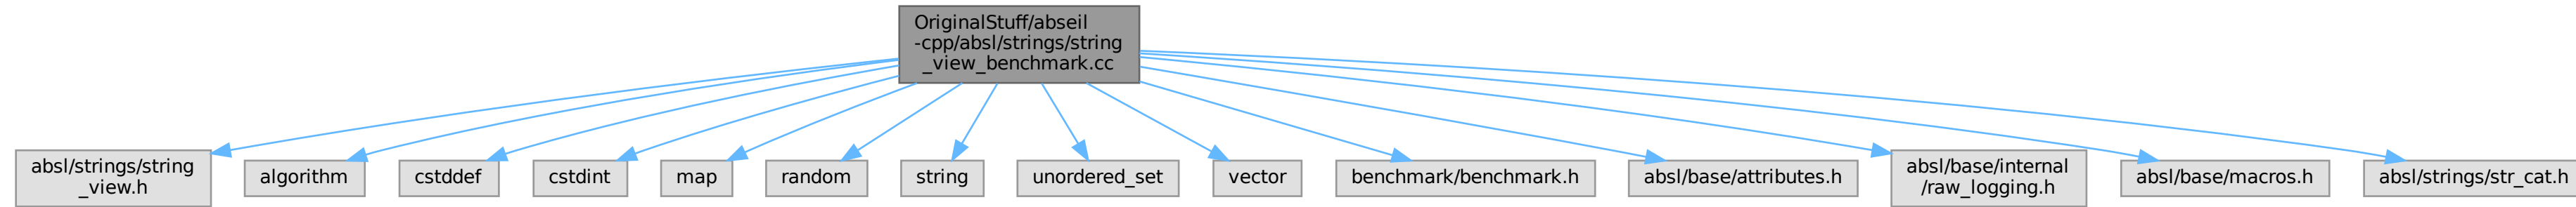 OriginalStuff/abseil
-cpp/absl/strings/string
_view_benchmark.cc
absl/strings/string
_view.h
algorithm
cstddef
cstdint
map
random
string
unordered_set
vector
benchmark/benchmark.h
absl/base/attributes.h
absl/base/internal
/raw_logging.h
absl/base/macros.h
absl/strings/str_cat.h